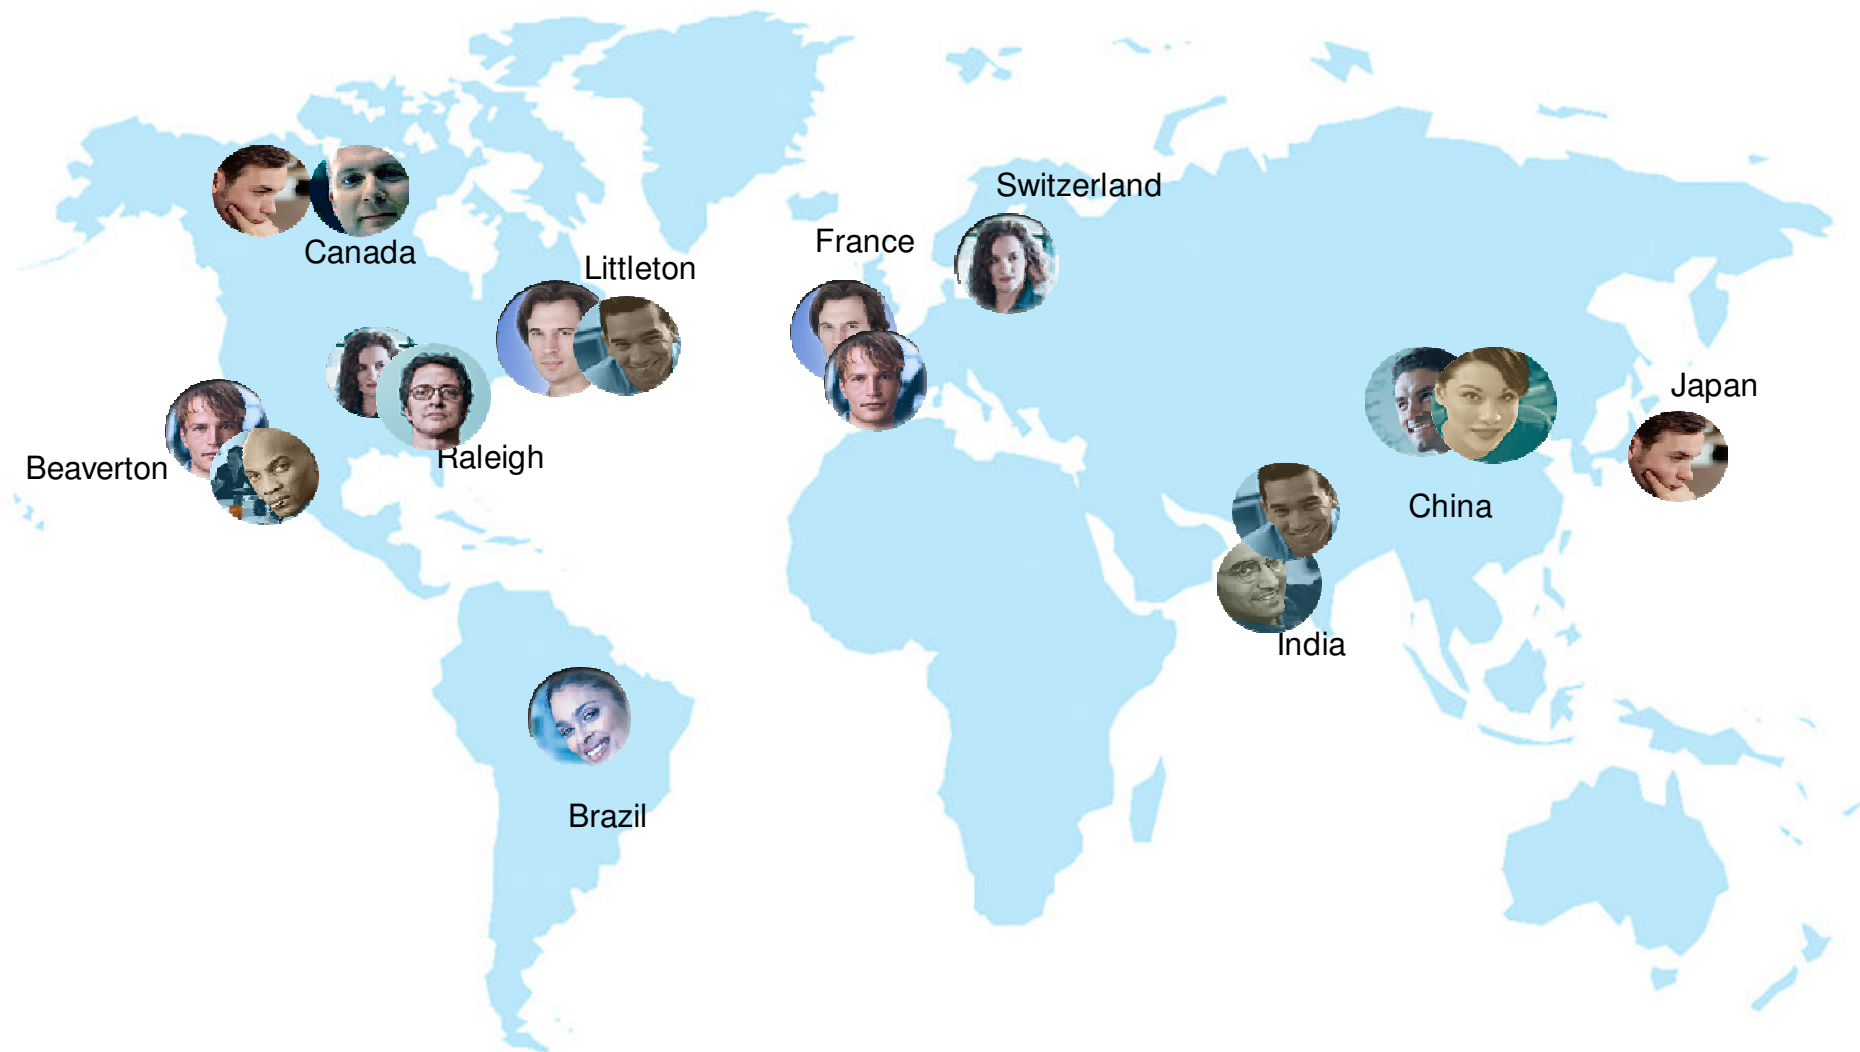 Switzerland
France
Canada
Littleton
Japan
Raleigh
Beaverton
China
India
Brazil